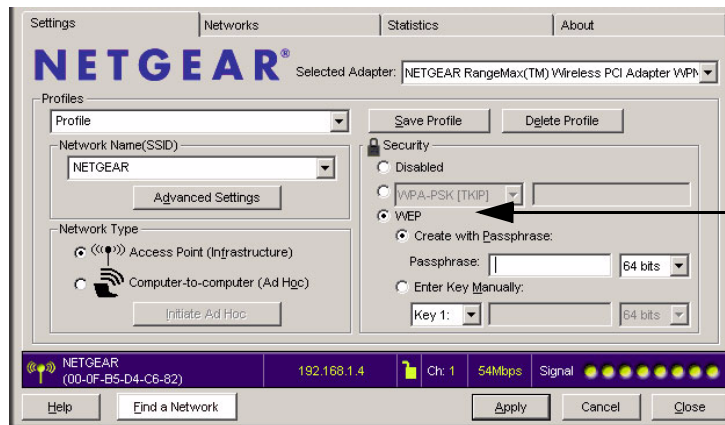 Settings Networks Statistics About
NETGEAR® Selected Adapter: NETGEAR RangeMax(TM) Wireless PCI Adapter WPN
Profiles
Profile Save Profile Delete Profile
Network Name(SSID)
NETGEAR
Advanced Settings
Security
Disabled
WPA-PSK [TKIP]
WEP
Create with Passphrase:
Passphrase: 64 bits
Enter Key Manually:
Key 1: 64 bits
Network Type
Access Point (Infrastructure)
Computer-to-computer (Ad Hoc)
Initiate Ad Hoc
NETGEAR
(00-0F-B5-D4-C6-82) 192.168.1.4 Ch: 1 54Mbps Signal
Help Find a Network Apply Cancel Close